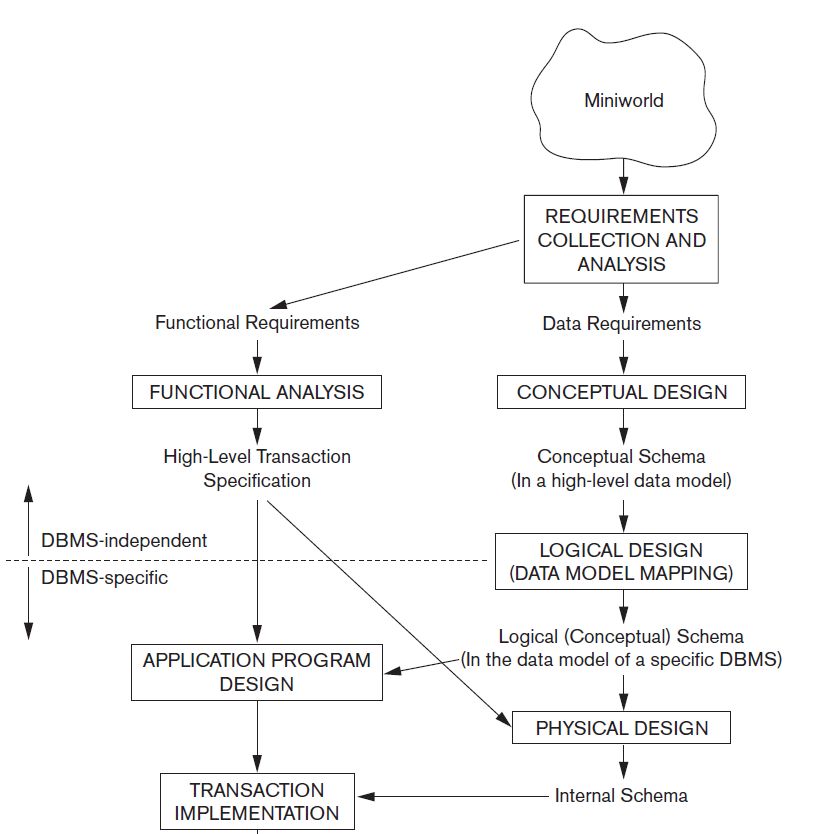 Miniworld
REQUIREMENTS
COLLECTION AND
ANALYSIS
Functional Requirements
Data Requirements
FUNCTIONAL ANALYSIS
CONCEPTUAL DESIGN
High-Level Transaction
Specification
Conceptual Schema
(In a high-level data model)
DBMS-independent
DBMS-specific
LOGICAL DESIGN
(DATA MODEL MAPPING)
Logical (Conceptual) Schema
(In the data model of a specific DBMS)
APPLICATION PROGRAM
DESIGN
PHYSICAL DESIGN
TRANSACTION
IMPLEMENTATION
Internal Schema